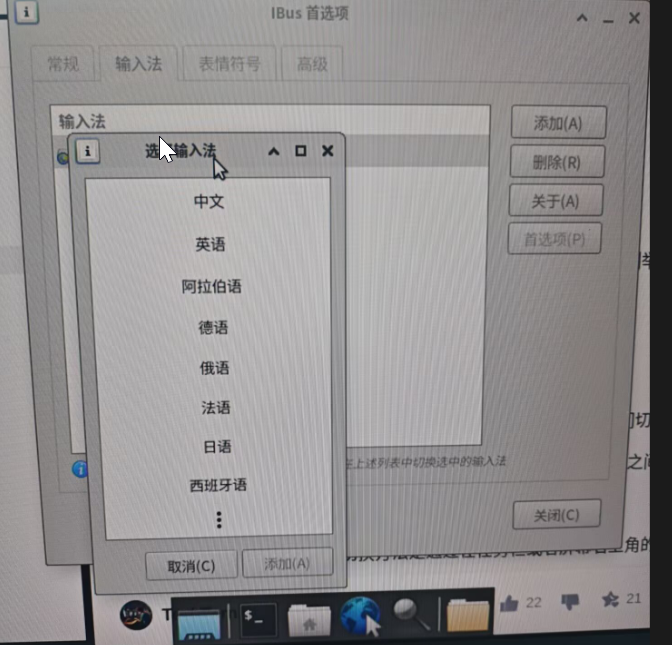 IBus 首选项
常规
输入法
表情符号
高级
输入法
添加(A)
删除(R)
关于(A)
首选项(P)
输入法
中文
英语
阿拉伯语
德语
俄语
法语
日语
西班牙语
取消(C)
添加(A)
在上述列表中切换选中的输入法
关闭(C)
22
21
$_